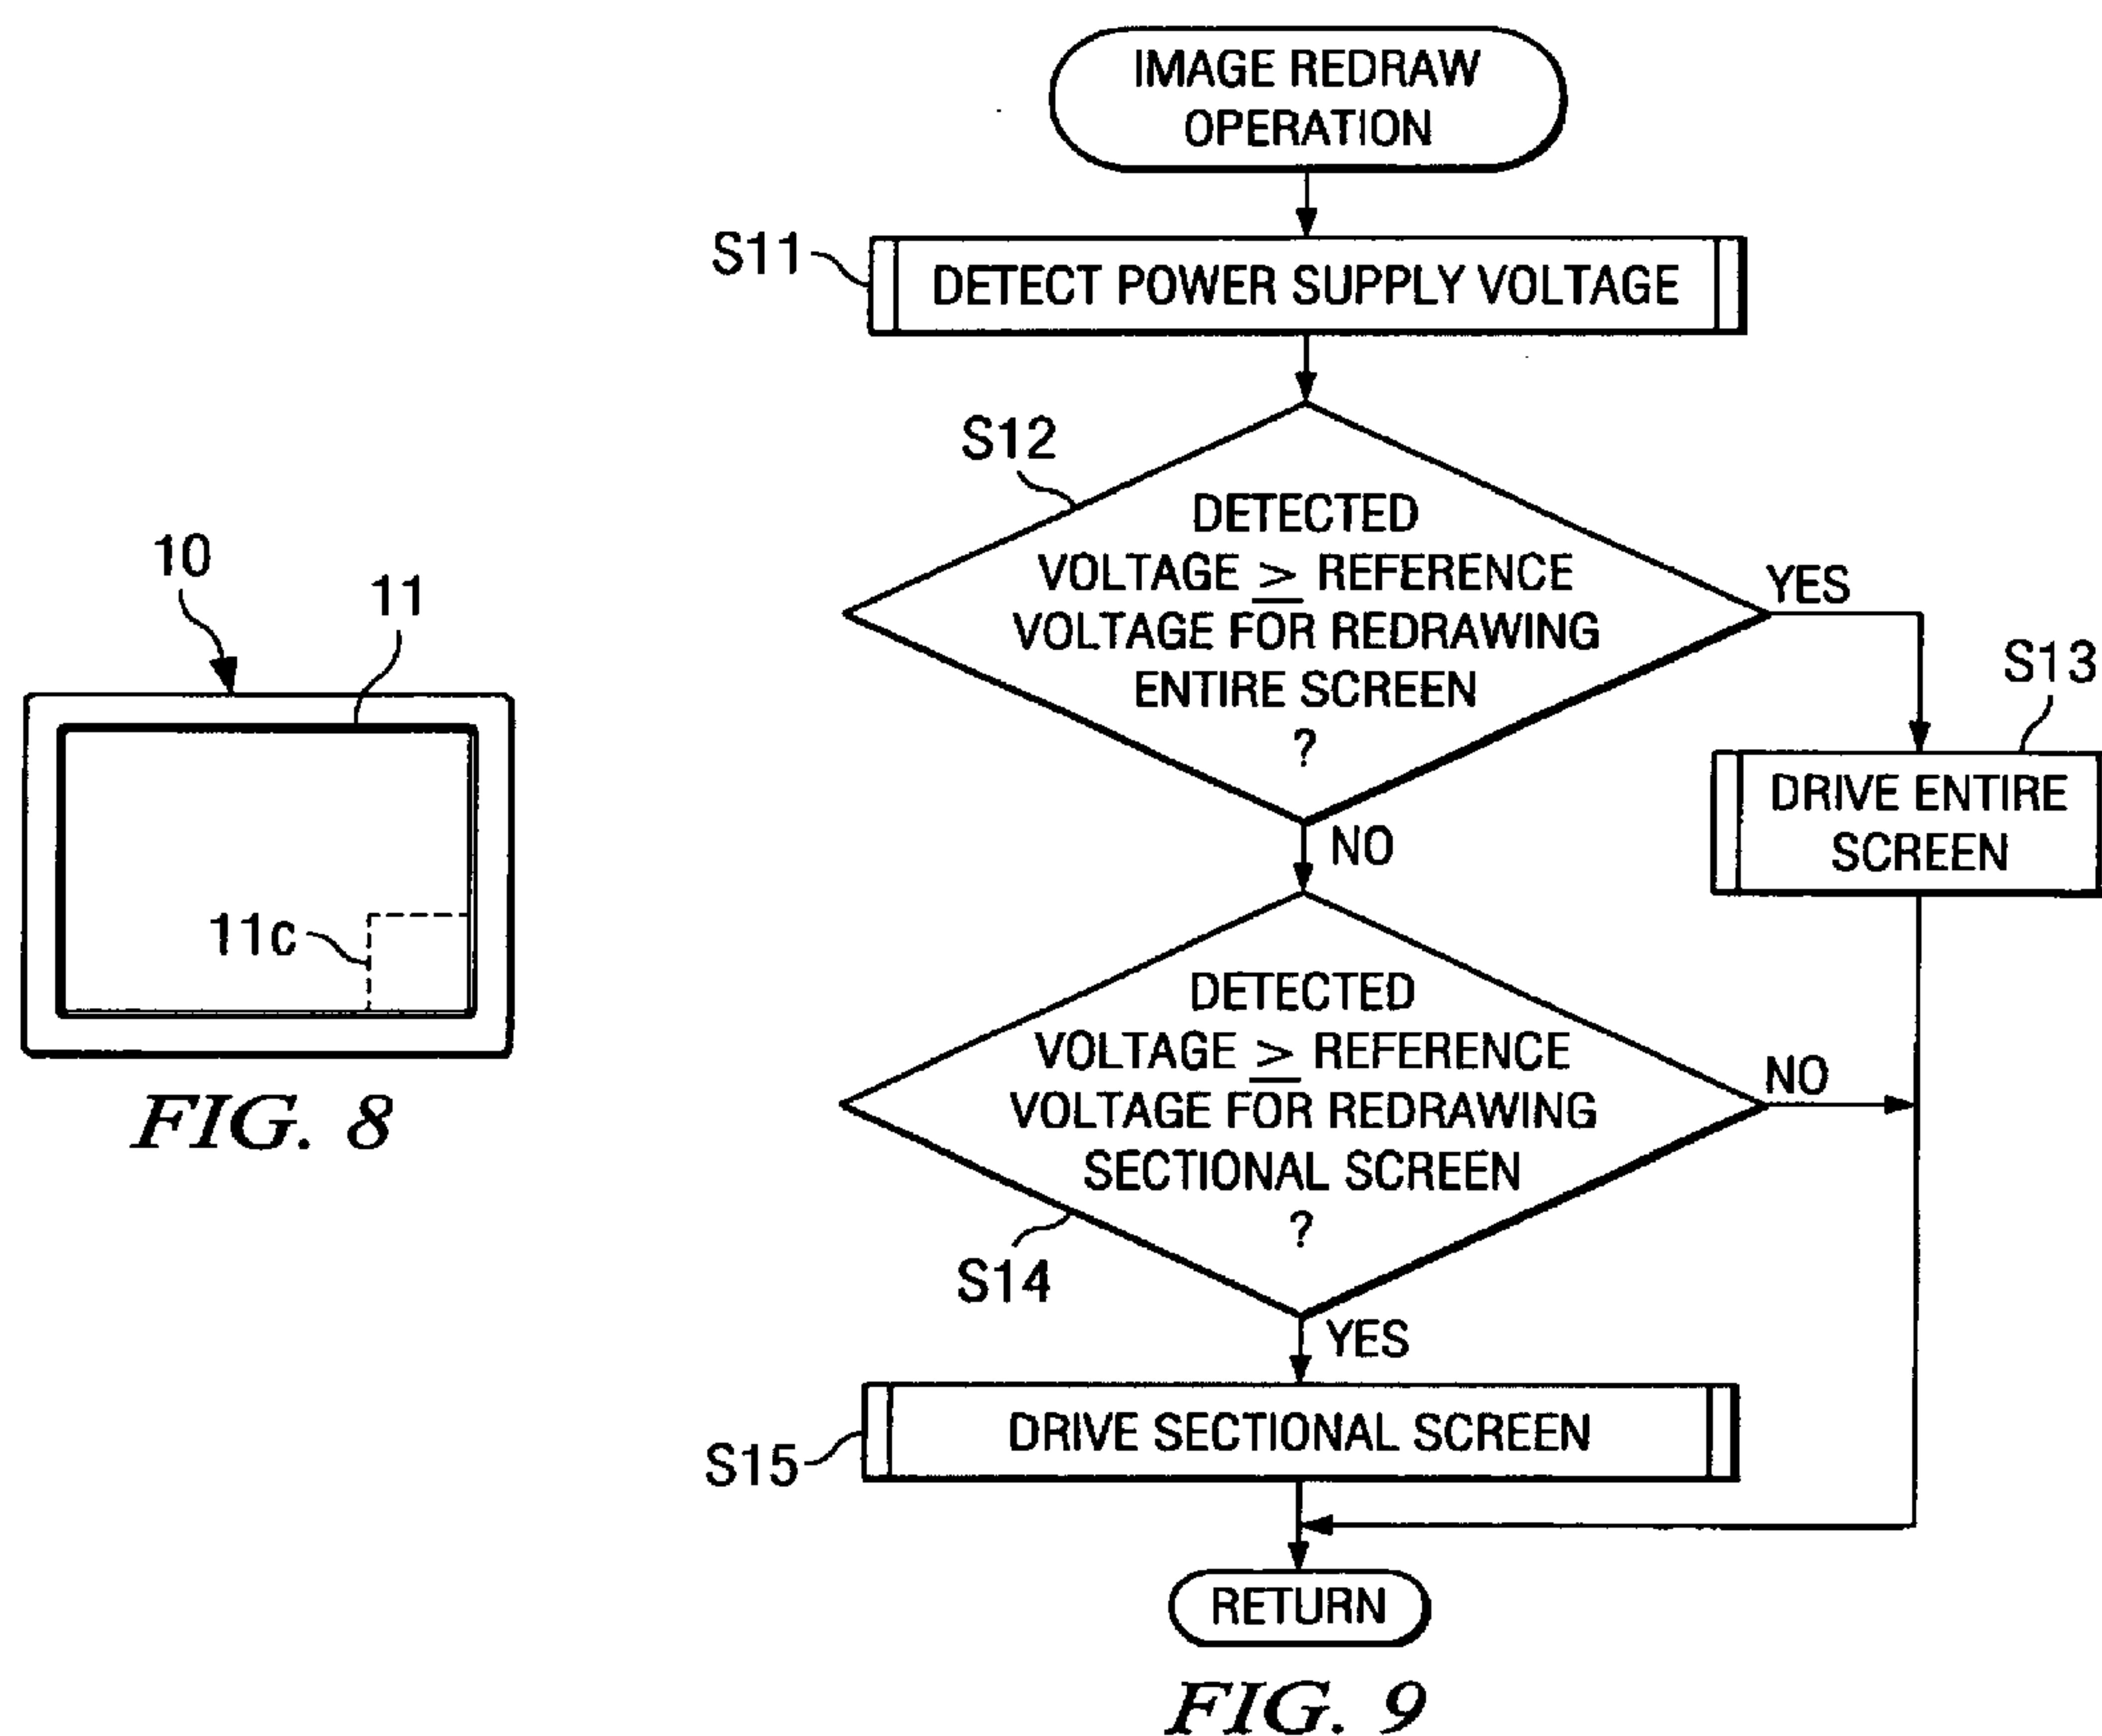 10
11
11c
FIG. 8
IMAGE REDRAW
OPERATION
S11
DETECT POWER SUPPLY VOLTAGE
S12
DETECTED
VOLTAGE ≥ REFERENCE
VOLTAGE FOR REDRAWING
ENTIRE SCREEN
?
YES
S13
DRIVE ENTIRE
SCREEN
NO
DETECTED
VOLTAGE ≥ REFERENCE
VOLTAGE FOR REDRAWING
SECTIONAL SCREEN
?
NO
S14
YES
S15
DRIVE SECTIONAL SCREEN
RETURN
FIG. 9